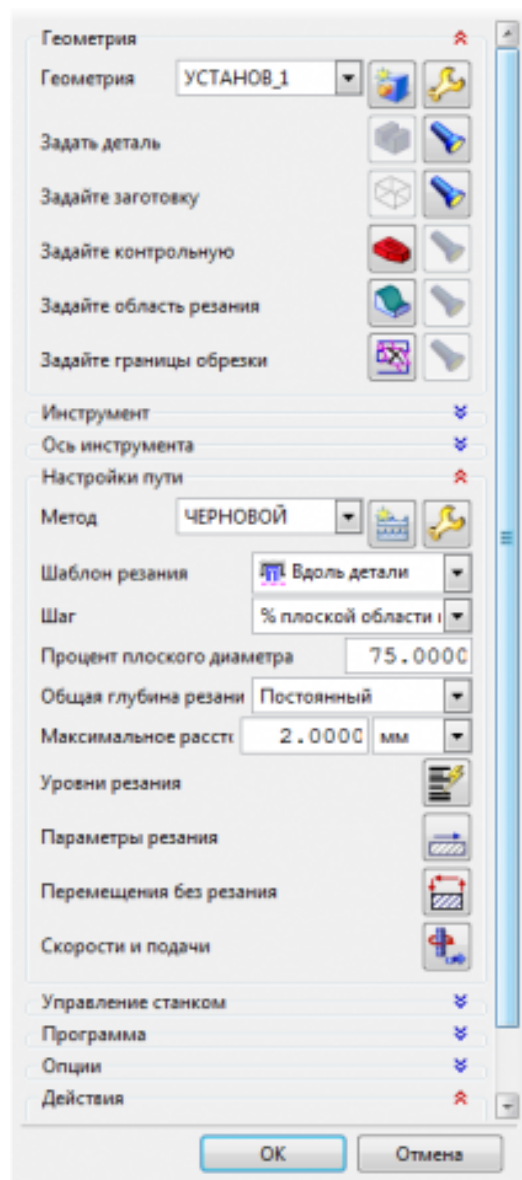 Геометрия
Геометрия УСТАНОВ_1
Задать деталь
Задайте заготовку
Задайте контрольную
Задайте область резания
Задайте границы обрезки
Инструмент
Ось инструмента
Настройки пути
Метод ЧЕРНОВОЙ
Шаблон резания Вдоль детали
Шаг % плоской области
Процент плоского диаметра 75.0000
Общая глубина резани Постоянный
Максимальное расст 2.0000 мм
Уровни резания
Параметры резания
Перемещения без резания
Скорости и подачи
Управление станком
Программа
Опции
Действия
OK Отмена